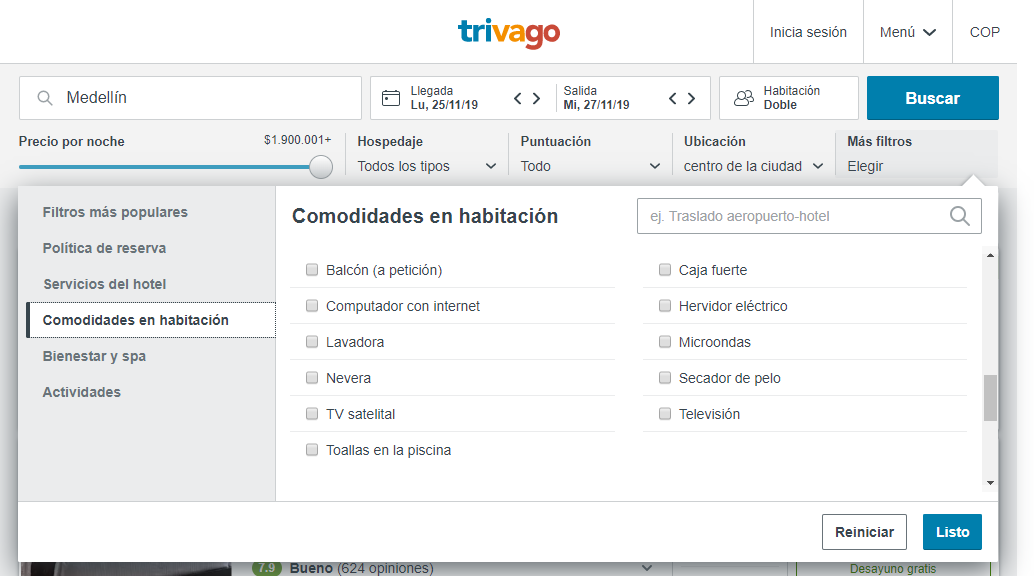 trivago
Inicia sesión
Menú
COP
Medellín
Llegada
Lu, 25/11/19
Salida
Mi, 27/11/19
Habitación
Doble
Buscar
Precio por noche
$1.900.001+
Hospedaje
Todos los tipos
Puntuación
Todo
Ubicación
centro de la ciudad
Más filtros
Elegir
Filtros más populares
Política de reserva
Servicios del hotel
Comodidades en habitación
Bienestar y spa
Actividades
Comodidades en habitación
ej. Traslado aeropuerto-hotel
Balcón (a petición)
Caja fuerte
Computador con internet
Hervidor eléctrico
Lavadora
Microondas
Nevera
Secador de pelo
TV satelital
Televisión
Toallas en la piscina
Reiniciar
Listo
7.9 Bueno (624 opiniones)
Desayuno gratis